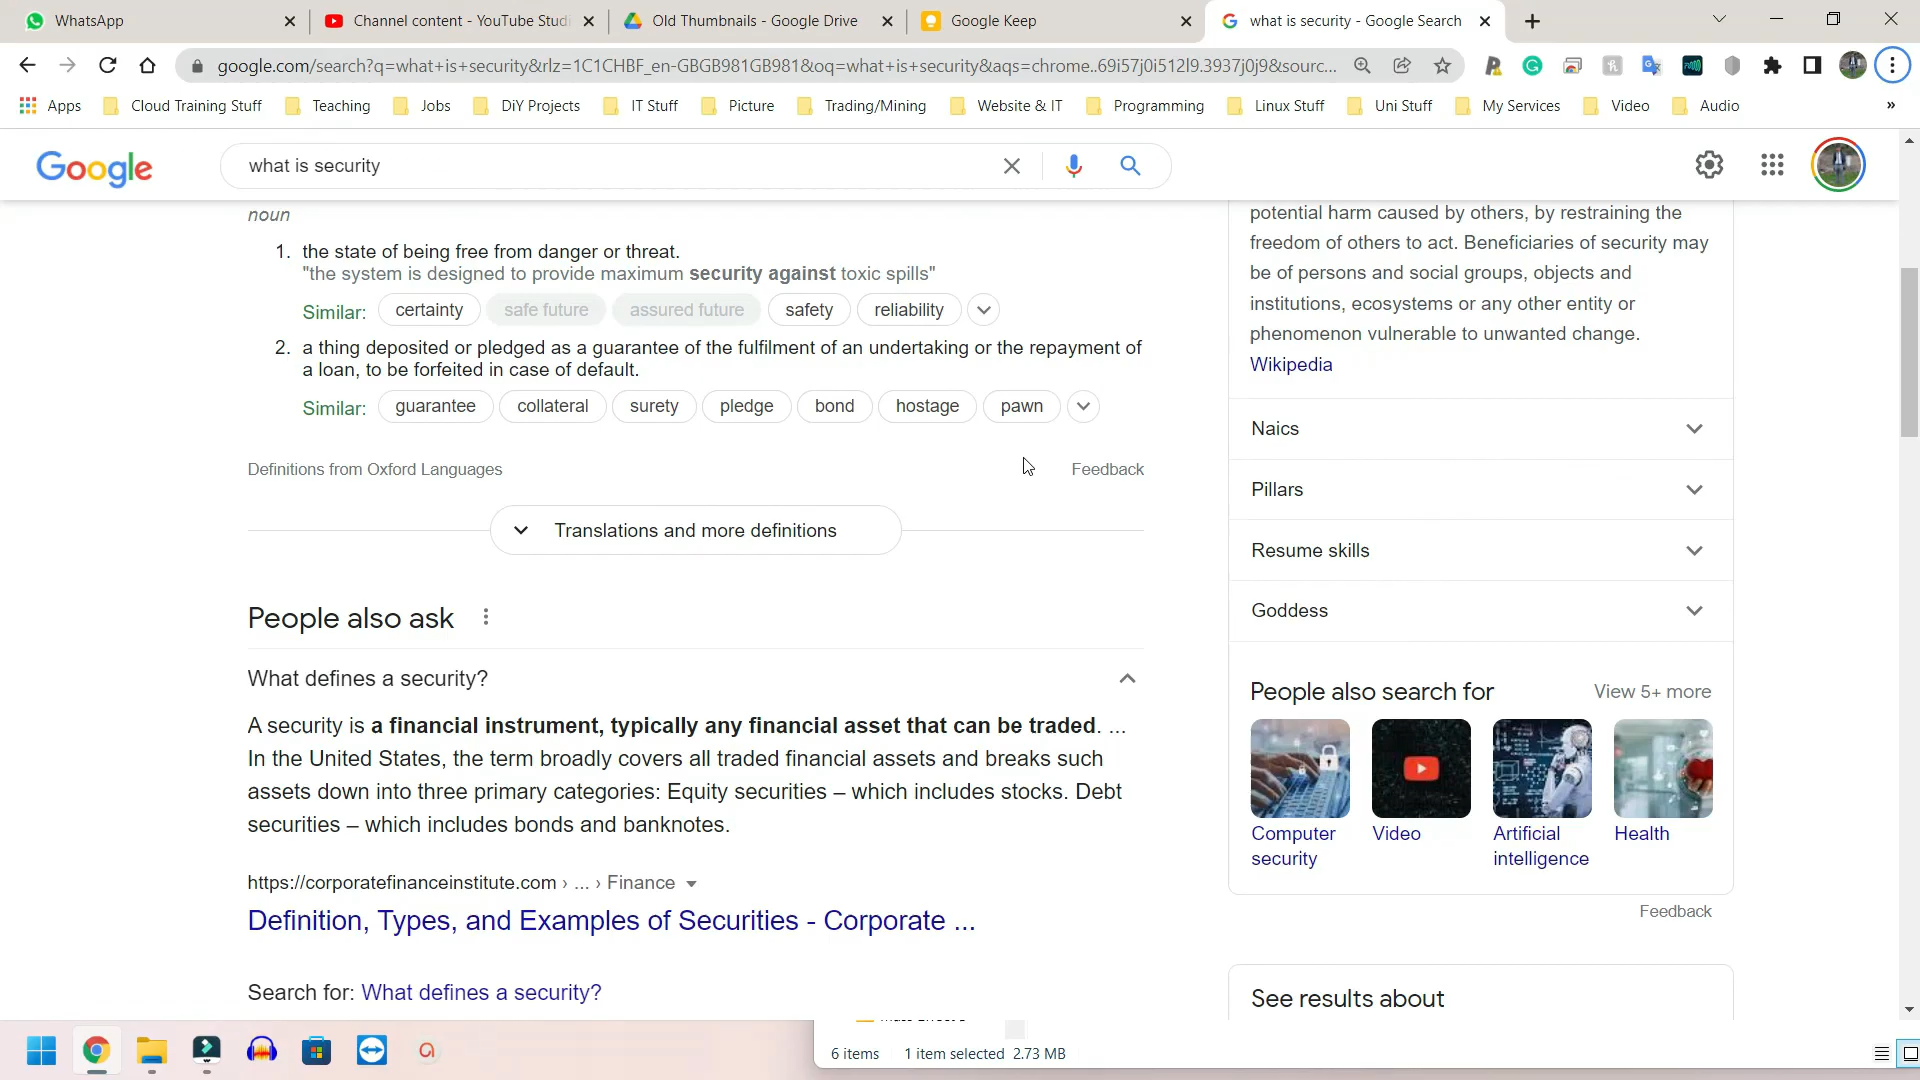 WhatsApp
Channel content - YouTube Studi
Old Thumbnails - Google Drive
Google Keep
what is security - Google Search
google.com/search?q=what+is+security&rlz=1C1CHBF_en-GBGB981GB981&oq=what+is+security&aqs=chrome..69i57j0i512l9.3937j0j9&sourc...
Apps
Cloud Training Stuff
Teaching
Jobs
DiY Projects
IT Stuff
Picture
Trading/Mining
Website & IT
Programming
Linux Stuff
Uni Stuff
My Services
Video
Audio
»
Google
what is security
noun
1. the state of being free from danger or threat.
"the system is designed to provide maximum security against toxic spills"
Similar: certainty safe future assured future safety reliability
2. a thing deposited or pledged as a guarantee of the fulfilment of an undertaking or the repayment of
a loan, to be forfeited in case of default.
Similar: guarantee collateral surety pledge bond hostage pawn
Definitions from Oxford Languages
Feedback
Translations and more definitions
People also ask
What defines a security?
A security is a financial instrument, typically any financial asset that can be traded. ...
In the United States, the term broadly covers all traded financial assets and breaks such
assets down into three primary categories: Equity securities – which includes stocks. Debt
securities – which includes bonds and banknotes.
https://corporatefinanceinstitute.com › ... › Finance
Definition, Types, and Examples of Securities - Corporate ...
Search for: What defines a security?
potential harm caused by others, by restraining the
freedom of others to act. Beneficiaries of security may
be of persons and social groups, objects and
institutions, ecosystems or any other entity or
phenomenon vulnerable to unwanted change.
Wikipedia
Naics
Pillars
Resume skills
Goddess
People also search for
View 5+ more
Computer
security
Video
Artificial
intelligence
Health
Feedback
See results about
6 items
1 item selected 2.73 MB